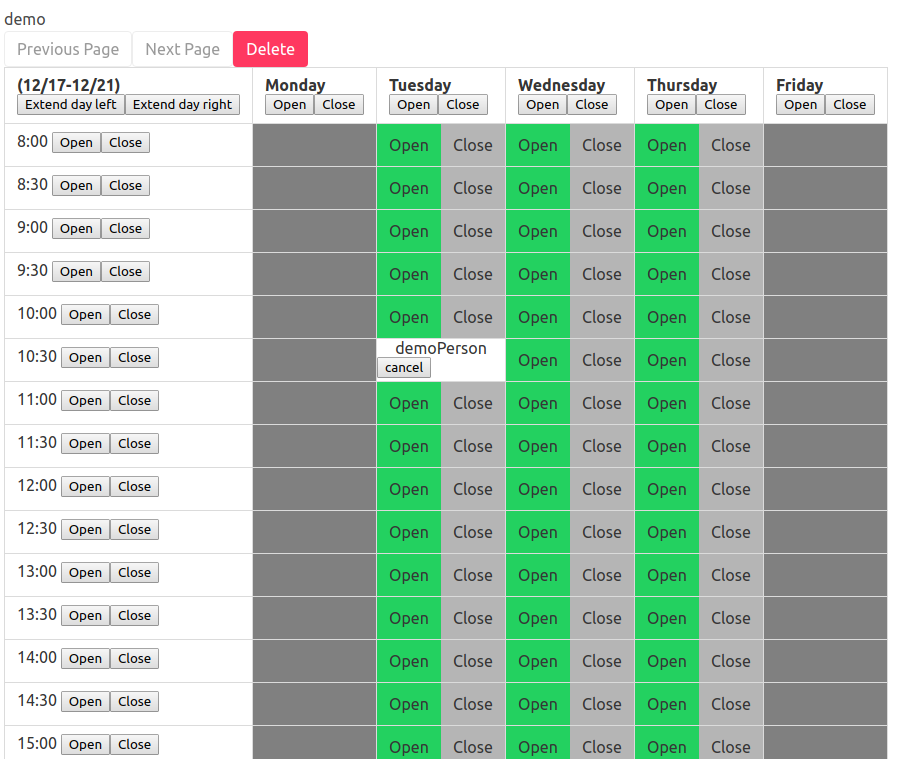 demo
Previous Page Next Page Delete
(12/17-12/21) Monday Tuesday Wednesday Thursday Friday
Extend day left Extend day right Open Close Open Close Open Close Open Close Open Close
8:00 Open Close Open Close Open Close Open Close
8:30 Open Close Open Close Open Close Open Close
9:00 Open Close Open Close Open Close Open Close
9:30 Open Close Open Close Open Close Open Close
10:00 Open Close Open Close Open Close Open Close
demoPerson
10:30 Open Close Open Close Open Close
cancel
11:00 Open Close Open Close Open Close Open Close
11:30 Open Close Open Close Open Close Open Close
12:00 Open Close Open Close Open Close Open Close
12:30 Open Close Open Close Open Close Open Close
13:00 Open Close Open Close Open Close Open Close
13:30 Open Close Open Close Open Close Open Close
14:00 Open Close Open Close Open Close Open Close
14:30 Open Close Open Close Open Close Open Close
15:00 Open Close Open Close Open Close Open Close